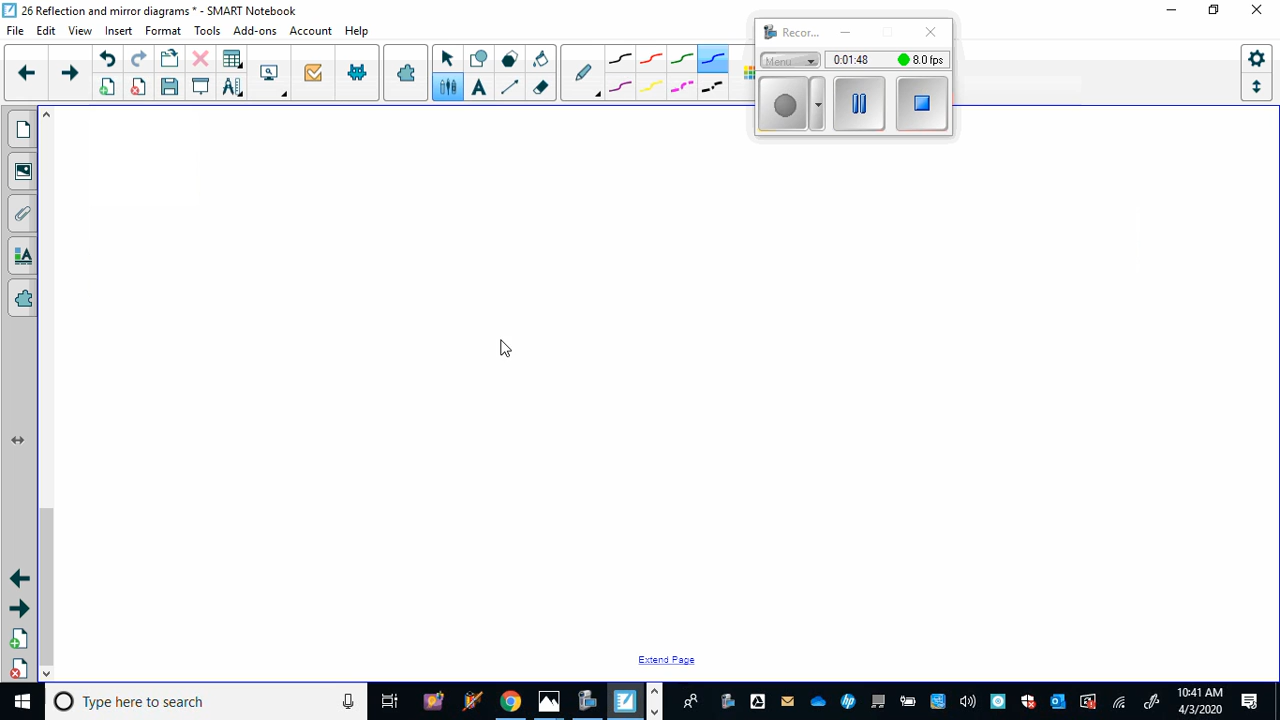 26 Reflection and mirror diagrams * - SMART Notebook
File Edit View Insert Format Tools Add-ons Account Help
Recor...
Menu 0:01:48 8.0 fps
Extend Page
Type here to search
10:41 AM
4/3/2020